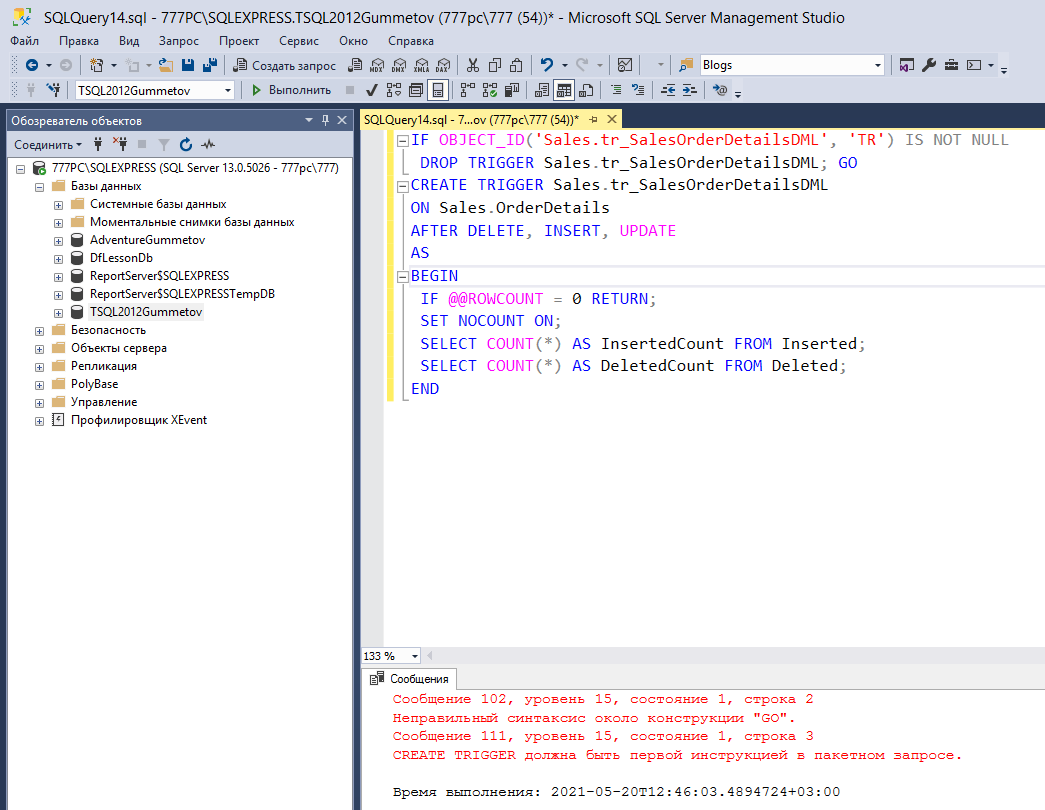 SQLQuery14.sql - 777PC\SQLEXPRESS.TSQL2012Gummetov (777pc\777 (54))* - Microsoft SQL Server Management Studio
Файл Правка Вид Запрос Проект Сервис Окно Справка
Создать запрос MDX DMX XMLA DAX Blogs
TSQL2012Gummetov Выполнить
Обозреватель объектов
Соединить
777PC\SQLEXPRESS (SQL Server 13.0.5026 - 777pc\777)
Базы данных
Системные базы данных
Моментальные снимки базы данных
AdventureGummetov
DfLessonDb
ReportServer$SQLEXPRESS
ReportServer$SQLEXPRESSTempDB
TSQL2012Gummetov
Безопасность
Объекты сервера
Репликация
PolyBase
Управление
Профилировщик XEvent
SQLQuery14.sql - 7...ov (777pc\777 (54))*
IF OBJECT_ID('Sales.tr_SalesOrderDetailsDML', 'TR') IS NOT NULL
DROP TRIGGER Sales.tr_SalesOrderDetailsDML; GO
CREATE TRIGGER Sales.tr_SalesOrderDetailsDML
ON Sales.OrderDetails
AFTER DELETE, INSERT, UPDATE
AS
BEGIN
IF @@ROWCOUNT = 0 RETURN;
SET NOCOUNT ON;
SELECT COUNT(*) AS InsertedCount FROM Inserted;
SELECT COUNT(*) AS DeletedCount FROM Deleted;
END
133 %
Сообщения
Сообщение 102, уровень 15, состояние 1, строка 2
Неправильный синтаксис около конструкции "GO".
Сообщение 111, уровень 15, состояние 1, строка 3
CREATE TRIGGER должна быть первой инструкцией в пакетном запросе.
Время выполнения: 2021-05-20T12:46:03.4894724+03:00